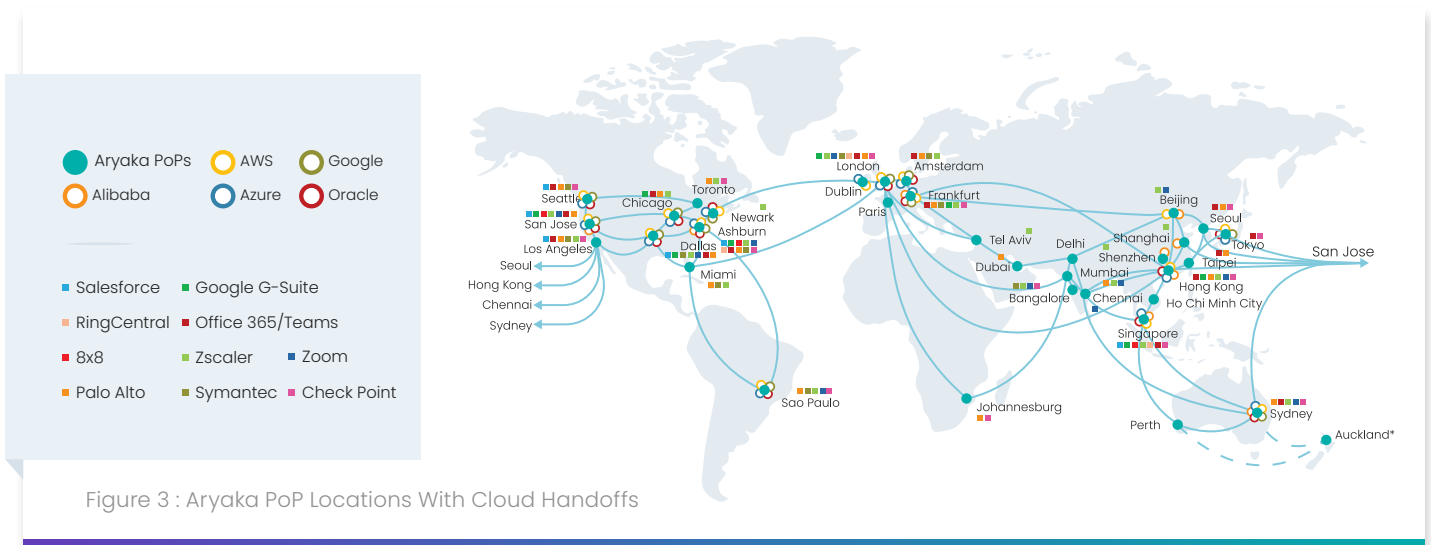 Aryaka PoPs
AWS
Google
Alibaba
Azure
Oracle
Salesforce
Google G-Suite
RingCentral
Office 365/Teams
8x8
Zscaler
Zoom
Palo Alto
Symantec
Check Point
Seattle
San Jose
Los Angeles
Seoul
Hong Kong
Chennai
Sydney
Chicago
Toronto
Newark
Ashburn
Dallas
Miami
Sao Paulo
London
Dublin
Amsterdam
Frankfurt
Paris
Tel Aviv
Dubai
Delhi
Mumbai
Bangalore
Chennai
Johannesburg
Beijing
Seoul
Shanghai
Tokyo
Shenzhen
Taipei
Hong Kong
Ho Chi Minh City
Singapore
San Jose
Perth
Sydney
Auckland*
Figure 3 : Aryaka PoP Locations With Cloud Handoffs